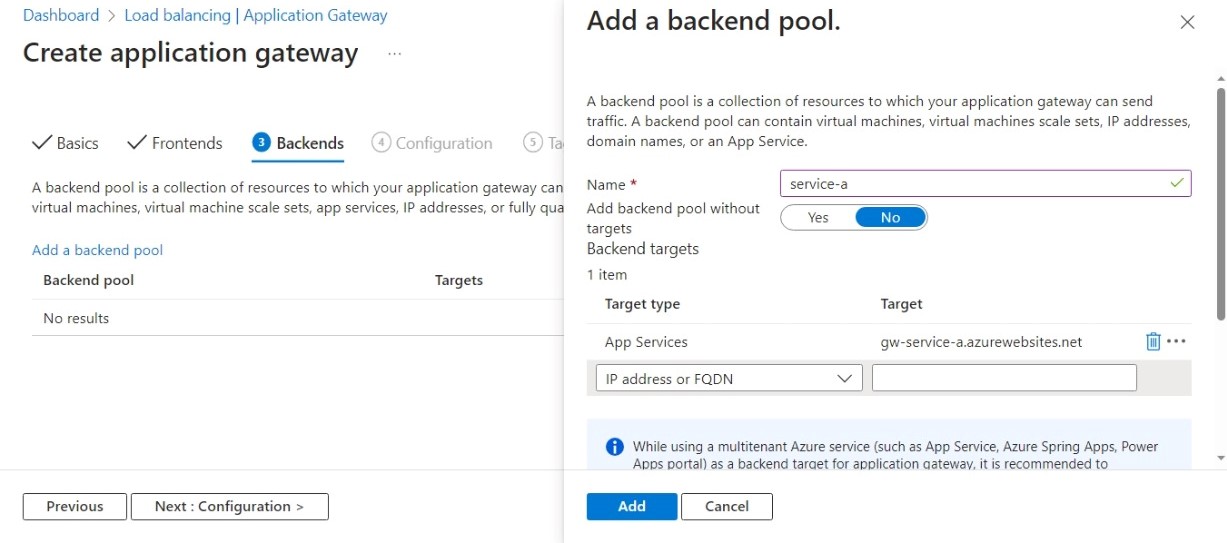 Dashboard > Load balancing | Application Gateway
Create application gateway ...
Basics Frontends 3 Backends 4 Configuration 5 Ta
A backend pool is a collection of resources to which your application gateway can
virtual machines, virtual machine scale sets, app services, IP addresses, or fully qua
Add a backend pool
Backend pool Targets
No results
Previous Next : Configuration >
Add a backend pool.
A backend pool is a collection of resources to which your application gateway can send
traffic. A backend pool can contain virtual machines, virtual machines scale sets, IP addresses,
domain names, or an App Service.
Name * service-a
Add backend pool without
targets
Yes No
Backend targets
1 item
Target type Target
App Services gw-service-a.azurewebsites.net
IP address or FQDN
While using a multitenant Azure service (such as App Service, Azure Spring Apps, Power
Apps portal) as a backend target for application gateway, it is recommended to
Add Cancel